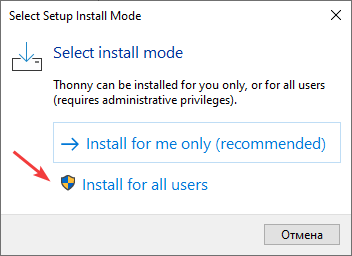 Select Setup Install Mode
Select install mode
Thonny can be installed for you only, or for all users
(requires administrative privileges).
Install for me only (recommended)
Install for all users
Отмена